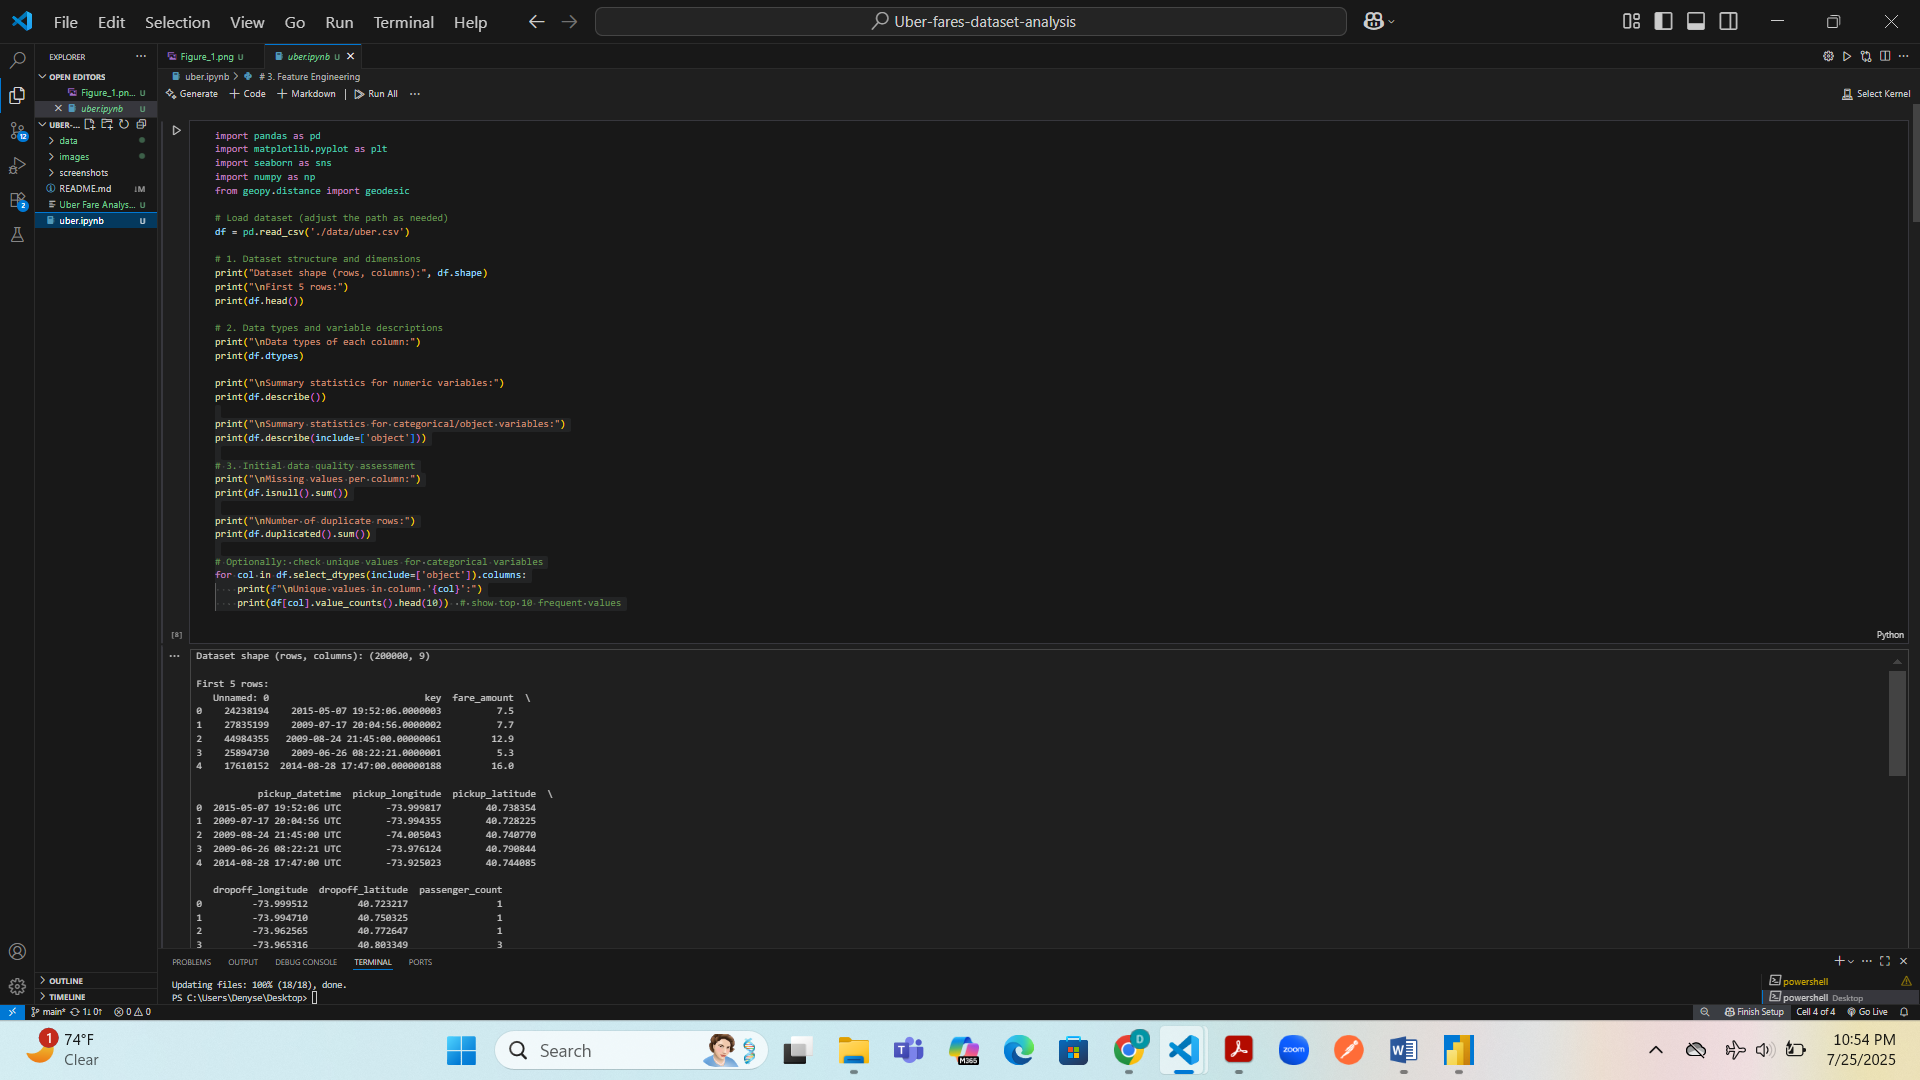 File Edit Selection View Go Run Terminal Help
Uber-fares-dataset-analysis
EXPLORER
OPEN EDITORS
Figure_1.pn... U
uber.ipynb U
UBER-...
data
images
screenshots
README.md ↓M
Uber Fare Analys... U
uber.ipynb U
OUTLINE
TIMELINE
12
2
Figure_1.png U
uber.ipynb U
uber.ipynb > # 3. Feature Engineering
Generate + Code + Markdown | Run All ...
Select Kernel
import pandas as pd
import matplotlib.pyplot as plt
import seaborn as sns
import numpy as np
from geopy.distance import geodesic
# Load dataset (adjust the path as needed)
df = pd.read_csv('./data/uber.csv')
# 1. Dataset structure and dimensions
print("Dataset shape (rows, columns):", df.shape)
print("\nFirst 5 rows:")
print(df.head())
# 2. Data types and variable descriptions
print("\nData types of each column:")
print(df.dtypes)
print("\nSummary statistics for numeric variables:")
print(df.describe())
print("\nSummary statistics for categorical/object variables:")
print(df.describe(include=['object']))
# 3. Initial data quality assessment
print("\nMissing values per column:")
print(df.isnull().sum())
print("\nNumber of duplicate rows:")
print(df.duplicated().sum())
# Optionally: check unique values for categorical variables
for col in df.select_dtypes(include=['object']).columns:
print(f"\nUnique values in column '{col}':")
print(df[col].value_counts().head(10)) # show top 10 frequent values
[8]
Python
Dataset shape (rows, columns): (200000, 9)
First 5 rows:
Unnamed: 0 key fare_amount \
0 24238194 2015-05-07 19:52:06.0000003 7.5
1 27835199 2009-07-17 20:04:56.0000002 7.7
2 44984355 2009-08-24 21:45:00.00000061 12.9
3 25894730 2009-06-26 08:22:21.0000001 5.3
4 17610152 2014-08-28 17:47:00.000000188 16.0
pickup_datetime pickup_longitude pickup_latitude \
0 2015-05-07 19:52:06 UTC -73.999817 40.738354
1 2009-07-17 20:04:56 UTC -73.994355 40.728225
2 2009-08-24 21:45:00 UTC -74.005043 40.740770
3 2009-06-26 08:22:21 UTC -73.976124 40.790844
4 2014-08-28 17:47:00 UTC -73.925023 40.744085
dropoff_longitude dropoff_latitude passenger_count
0 -73.999512 40.723217 1
1 -73.994710 40.750325 1
2 -73.962565 40.772647 1
3 -73.965316 40.803349 3
PROBLEMS OUTPUT DEBUG CONSOLE TERMINAL PORTS
Updating files: 100% (18/18), done.
PS C:\Users\Denyse\Desktop>
powershell
powershell Desktop
main* 1↓ 0↑ 0 0
Finish Setup Cell 4 of 4 Go Live
1
74°F
Clear
Search
M365
D
zoom
10:54 PM
7/25/2025